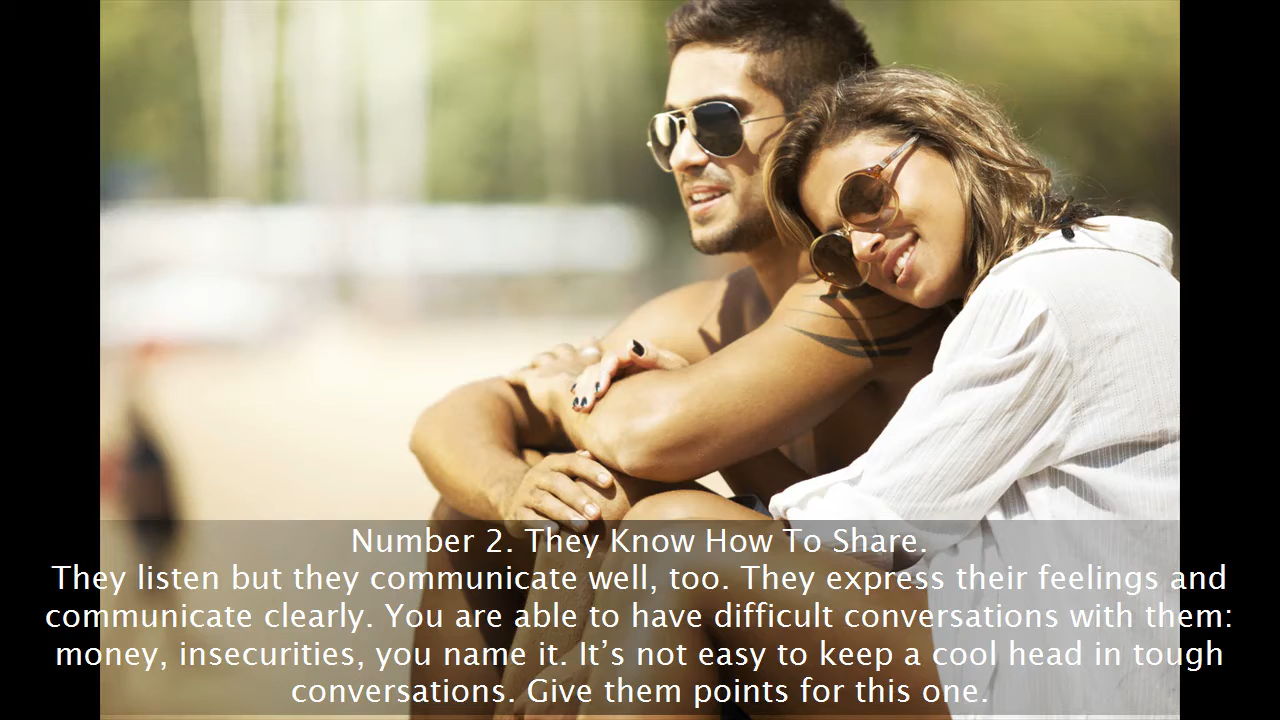 Number 2. They Know How To Share.
They listen but they communicate well, too. They express their feelings and
communicate clearly. You are able to have difficult conversations with them:
money, insecurities, you name it. It’s not easy to keep a cool head in tough
conversations. Give them points for this one.